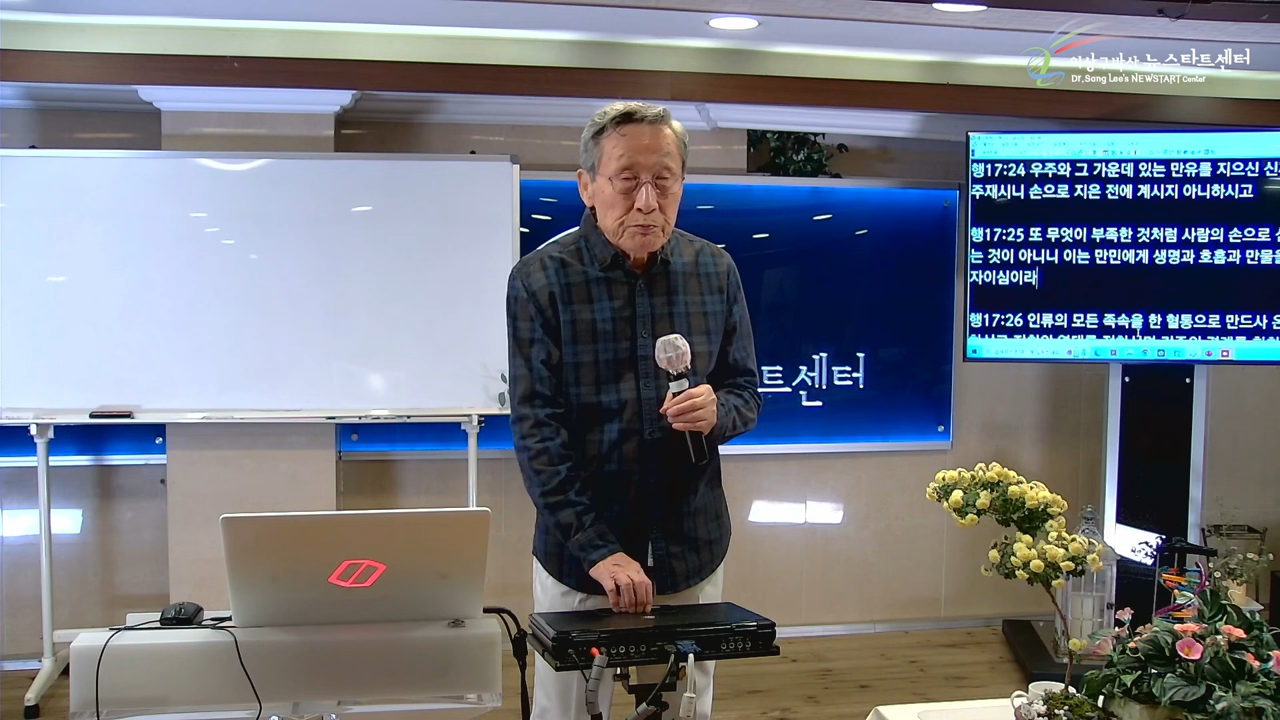 이상구박사 뉴스타트센터
Dr.Sang Lee's NEWSTART Center
행17:24 우주와 그 가운데 있는 만유를 지으신 신
주재시니 손으로 지은 전에 계시지 아니하시고
행17:25 또 무엇이 부족한 것처럼 사람의 손으로
는 것이 아니니 이는 만민에게 생명과 호흡과 만물을
자이심이라
행17:26 인류의 모든 족속을 한 혈통으로 만드사 온
트센터